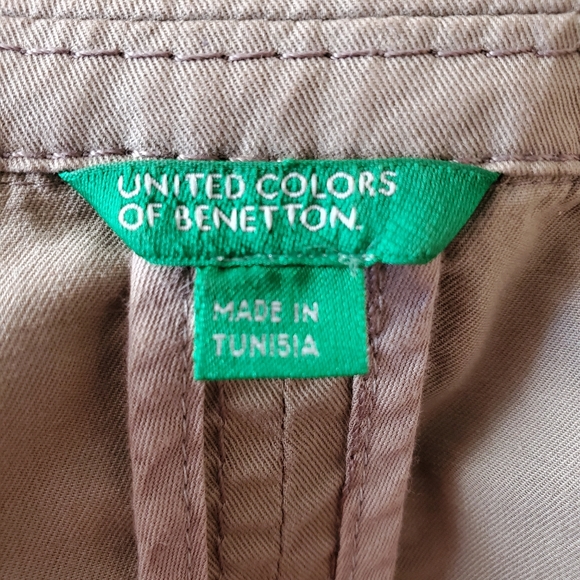 UNITED COLORS
OF BENETTON.
MADE IN
TUNISIA